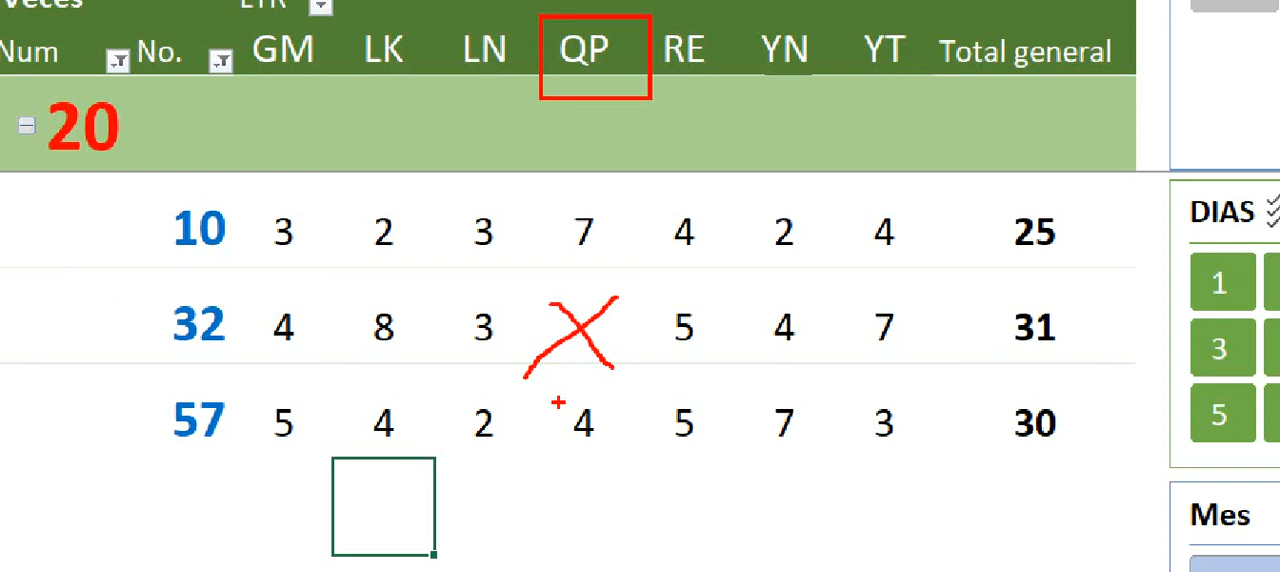 Veces LTR
Num No. GM LK LN QP RE YN YT Total general
20
10 3 2 3 7 4 2 4 25
32 4 8 3 5 4 7 31
57 5 4 2 4 5 7 3 30
DIAS
1
3
5
Mes